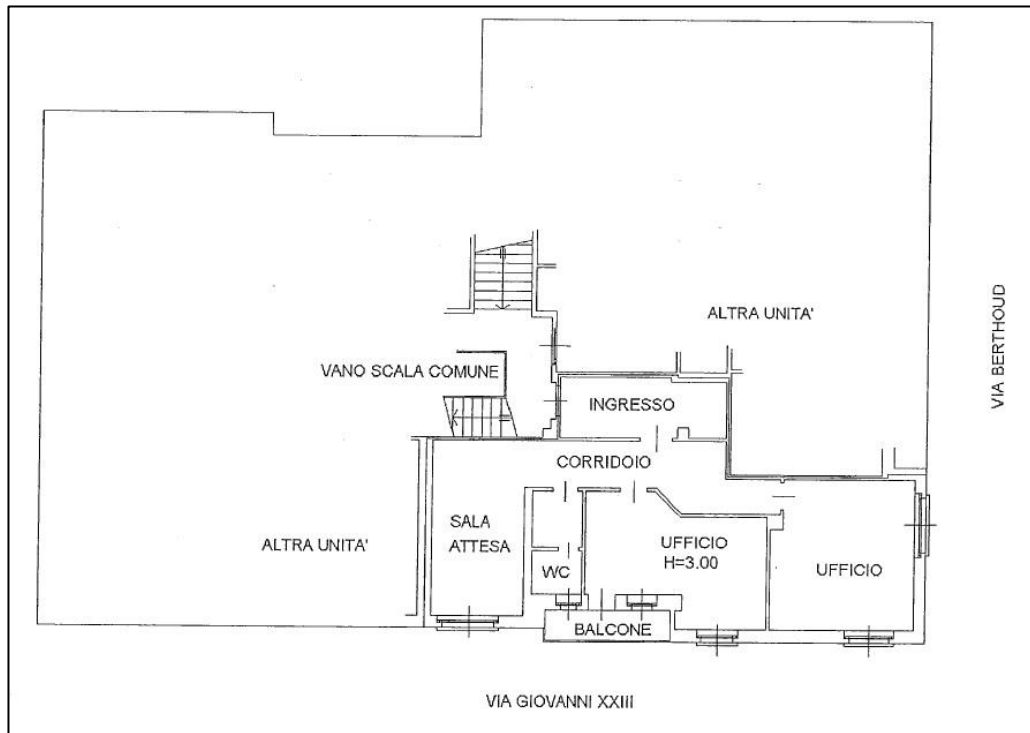 ALTRA UNITA'
VIA BERTHOUD
VANO SCALA COMUNE
INGRESSO
CORRIDOIO
SALA
ATTESA
ALTRA UNITA'
UFFICIO
H=3.00
WC
UFFICIO
BALCONE
VIA GIOVANNI XXIII